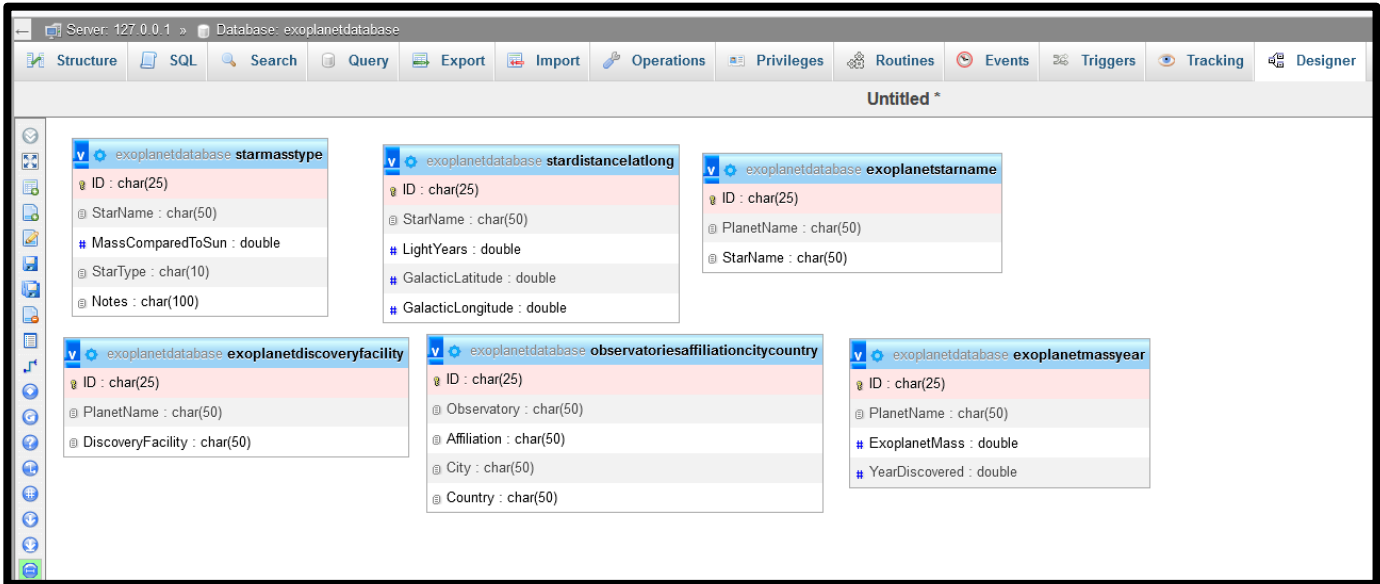 Server: 127.0.0.1 » Database: exoplanetdatabase
Structure SQL Search Query Export Import Operations Privileges Routines Events Triggers Tracking Designer
Untitled *
v exoplanetdatabase starmasstype
ID : char(25)
StarName : char(50)
# MassComparedToSun : double
StarType : char(10)
Notes : char(100)
v exoplanetdatabase stardistancelatlong
ID : char(25)
StarName : char(50)
# LightYears : double
# GalacticLatitude : double
# GalacticLongitude : double
v exoplanetdatabase exoplanetstarname
ID : char(25)
PlanetName : char(50)
StarName : char(50)
v exoplanetdatabase exoplanetdiscoveryfacility
ID : char(25)
PlanetName : char(50)
DiscoveryFacility : char(50)
v exoplanetdatabase observatoriesaffiliationcitycountry
ID : char(25)
Observatory : char(50)
Affiliation : char(50)
City : char(50)
Country : char(50)
v exoplanetdatabase exoplanetmassyear
ID : char(25)
PlanetName : char(50)
# ExoplanetMass : double
# YearDiscovered : double